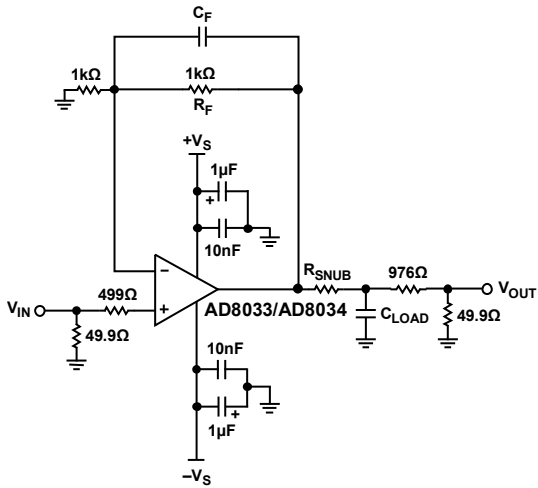 C_F
1kΩ
1kΩ
R_F
+V_S
1µF
+
10nF
R_SNUB
976Ω
V_OUT
–
+
AD8033/AD8034
V_IN
499Ω
49.9Ω
C_LOAD
49.9Ω
10nF
+
1µF
–V_S